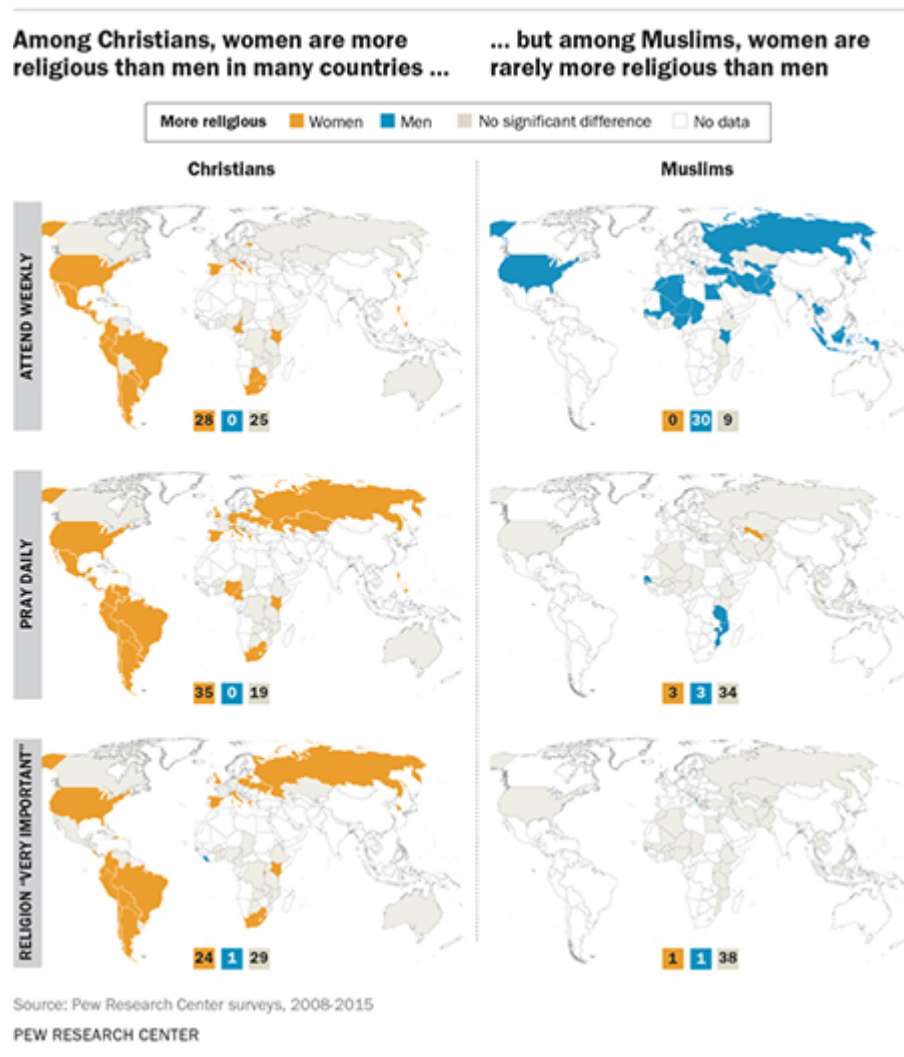 Among Christians, women are more
religious than men in many countries ...
... but among Muslims, women are
rarely more religious than men
More religious Women Men No significant difference No data
Christians
Muslims
ATTEND WEEKLY
28 0 25
0 30 9
PRAY DAILY
35 0 19
3 3 34
RELIGION "VERY IMPORTANT"
24 1 29
1 1 38
Source: Pew Research Center surveys, 2008-2015
PEW RESEARCH CENTER